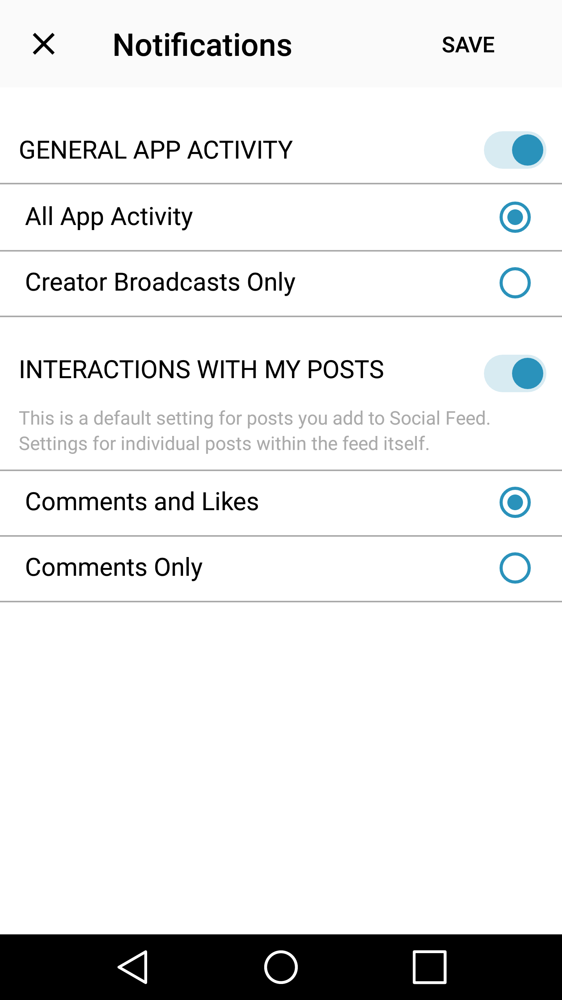 Notifications
SAVE
GENERAL APP ACTIVITY
All App Activity
Creator Broadcasts Only
INTERACTIONS WITH MY POSTS
This is a default setting for posts you add to Social Feed.
Settings for individual posts within the feed itself.
Comments and Likes
Comments Only